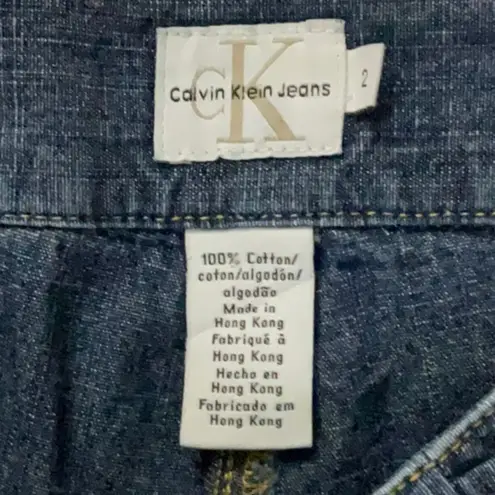 CK
Calvin Klein Jeans
2
100% Cotton/
coton/algodón/
algodão
Made in
Hong Kong
Fabriqué à
Hong Kong
Hecho en
Hong Kong
Fabricado em
Hong Kong